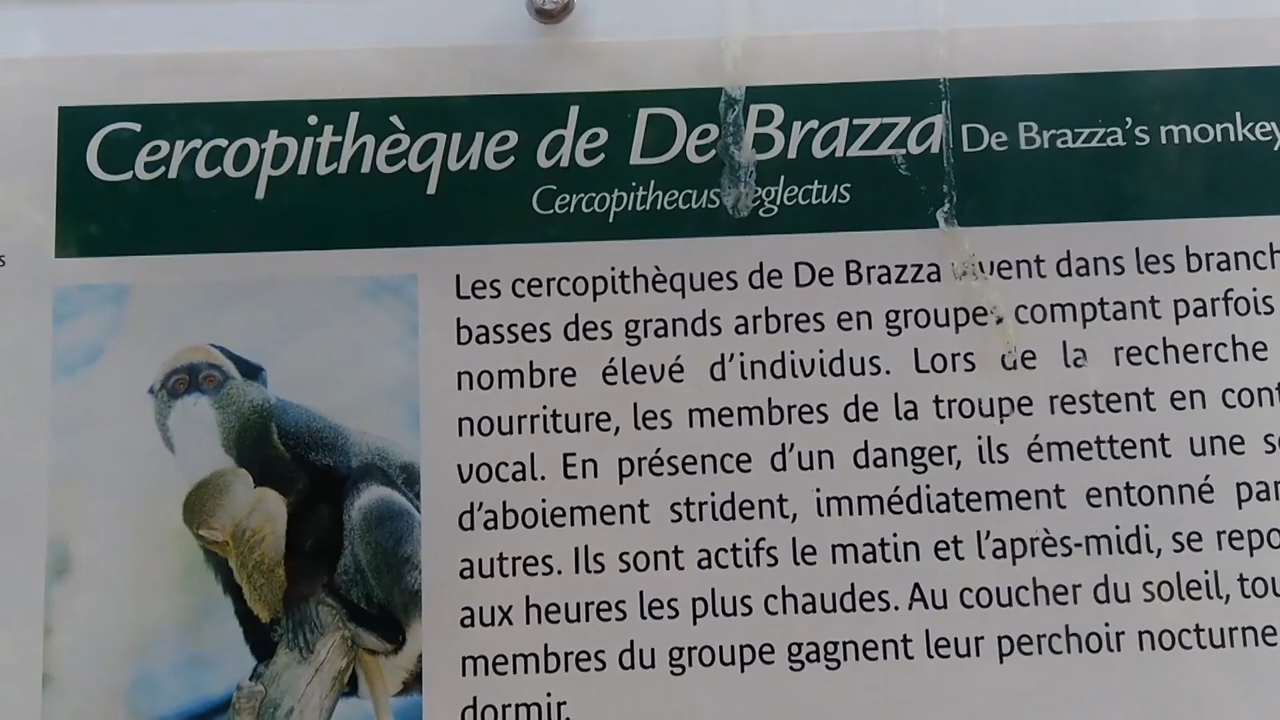 Cercopithèque de De Brazza De Brazza's monkey
Cercopithecus neglectus
s
Les cercopithèques de De Brazza vivent dans les branch
basses des grands arbres en groupes, comptant parfois
nombre élevé d'individus. Lors de la recherche
nourriture, les membres de la troupe restent en cont
vocal. En présence d'un danger, ils émettent une so
d'aboiement strident, immédiatement entonné par
autres. Ils sont actifs le matin et l'après-midi, se repo
aux heures les plus chaudes. Au coucher du soleil, tou
membres du groupe gagnent leur perchoir nocturne
dormir.